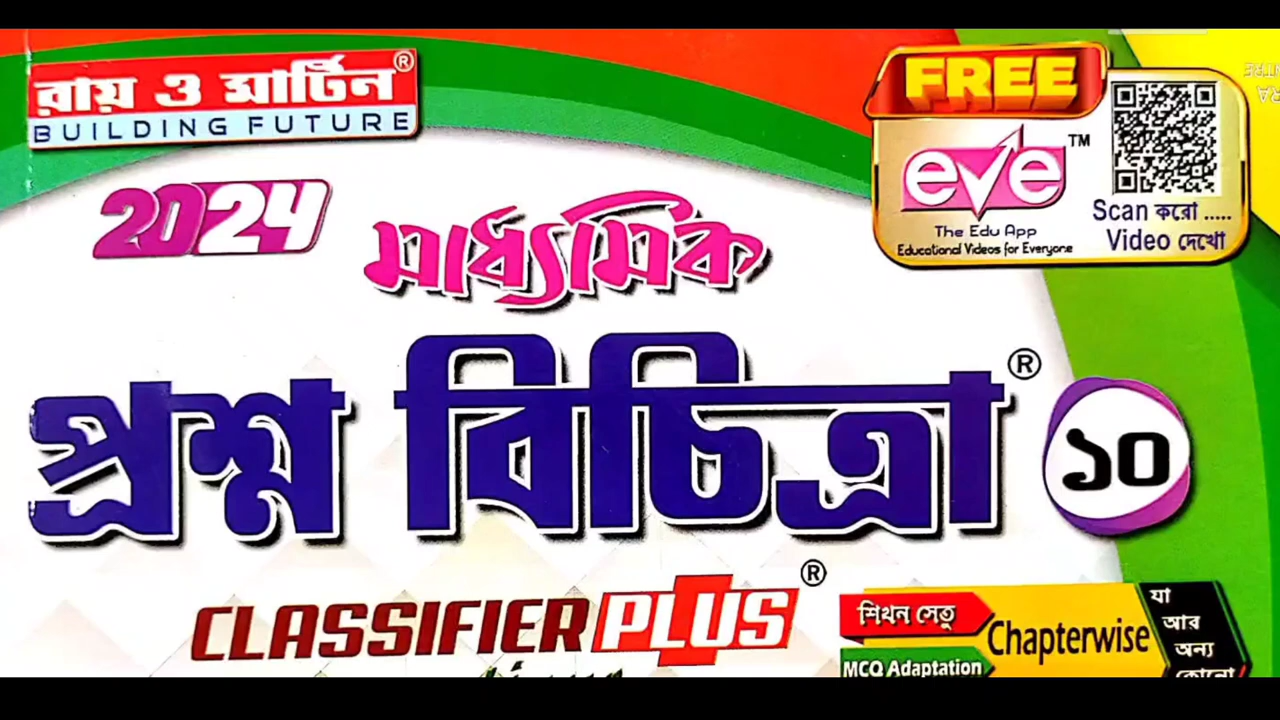 রায় ও মার্টিন®
BUILDING FUTURE
FREE
eve™
The Edu App
Educational Videos for Everyone
Scan করো .....
Video দেখো
2024
মাধ্যমিক
প্রশ্ন বিচিত্রা®
১০
CLASSIFIER PLUS®
শিখন সেতু
MCQ Adaptation
Chapterwise
যা
আর
অন্য
কোনো